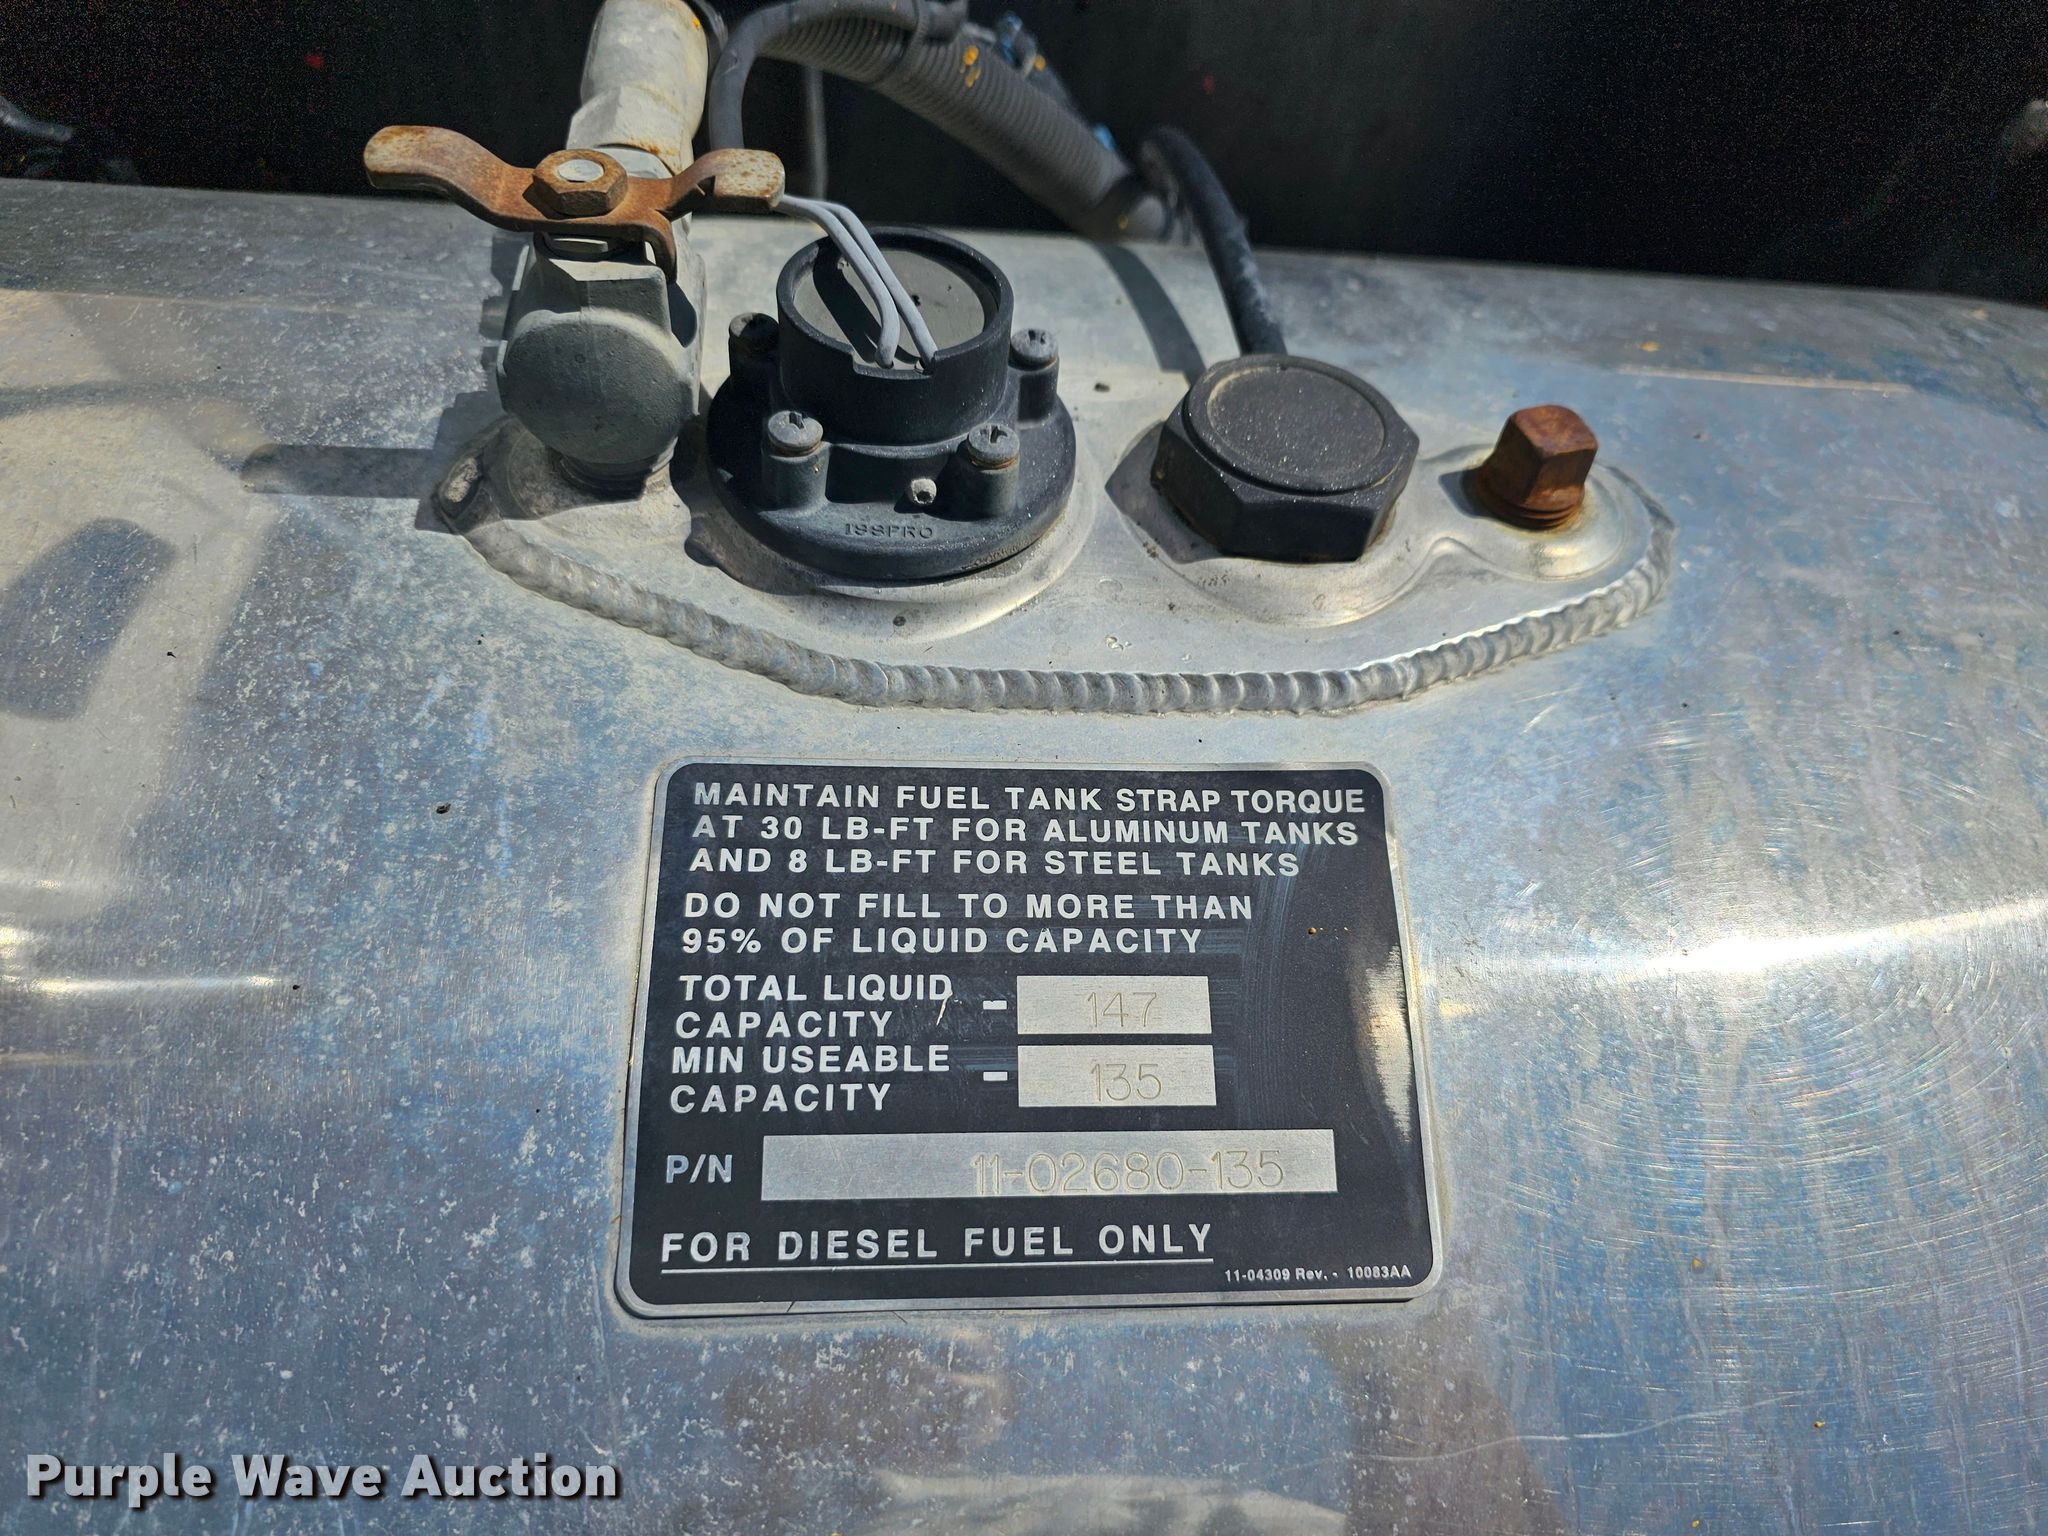 ISSPRO
MAINTAIN FUEL TANK STRAP TORQUE
AT 30 LB-FT FOR ALUMINUM TANKS
AND 8 LB-FT FOR STEEL TANKS
DO NOT FILL TO MORE THAN
95% OF LIQUID CAPACITY
TOTAL LIQUID
CAPACITY - 147
MIN USEABLE
CAPACITY - 135
P/N 11-02680-135
FOR DIESEL FUEL ONLY
11-04309 Rev. - 10083AA
Purple Wave Auction